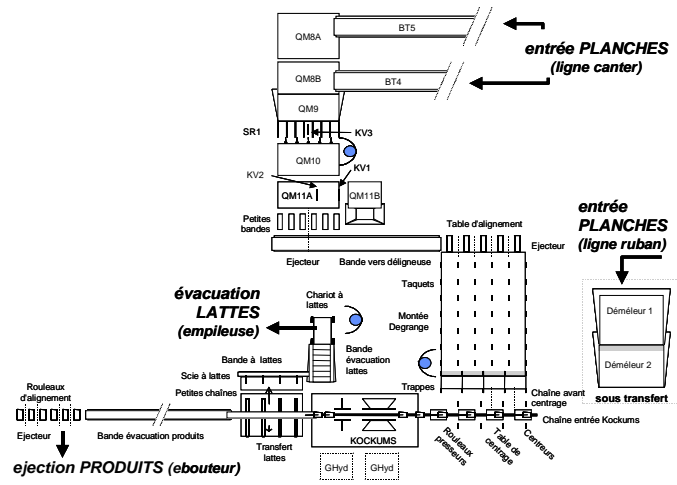 QM8A
BT5
entrée PLANCHES
(ligne canter)
QM8B
BT4
QM9
SR1
KV3
QM10
KV2
KV1
QM11A
QM11B
Petites
bandes
Table d'alignement
entrée
PLANCHES
(ligne ruban)
Ejecteur
Bande vers déligneuse
Ejecteur
Taquets
évacuation
LATTES
(empileuse)
Chariot à
lattes
Montée
Degrange
Démêleur 1
Démêleur 2
sous transfert
Bande
évacuation
lattes
Bande à lattes
Scie à lattes
Petites chaînes
Trappes
Chaîne avant
centrage
Chaîne entrée Kockums
Rouleaux
d'alignement
Ejecteur
Bande évacuation produits
Transfert
lattes
KOCKUMS
Rouleaux
presseurs
Table de
centrage
Centreurs
ejection PRODUITS (ebouteur)
GHyd
GHyd